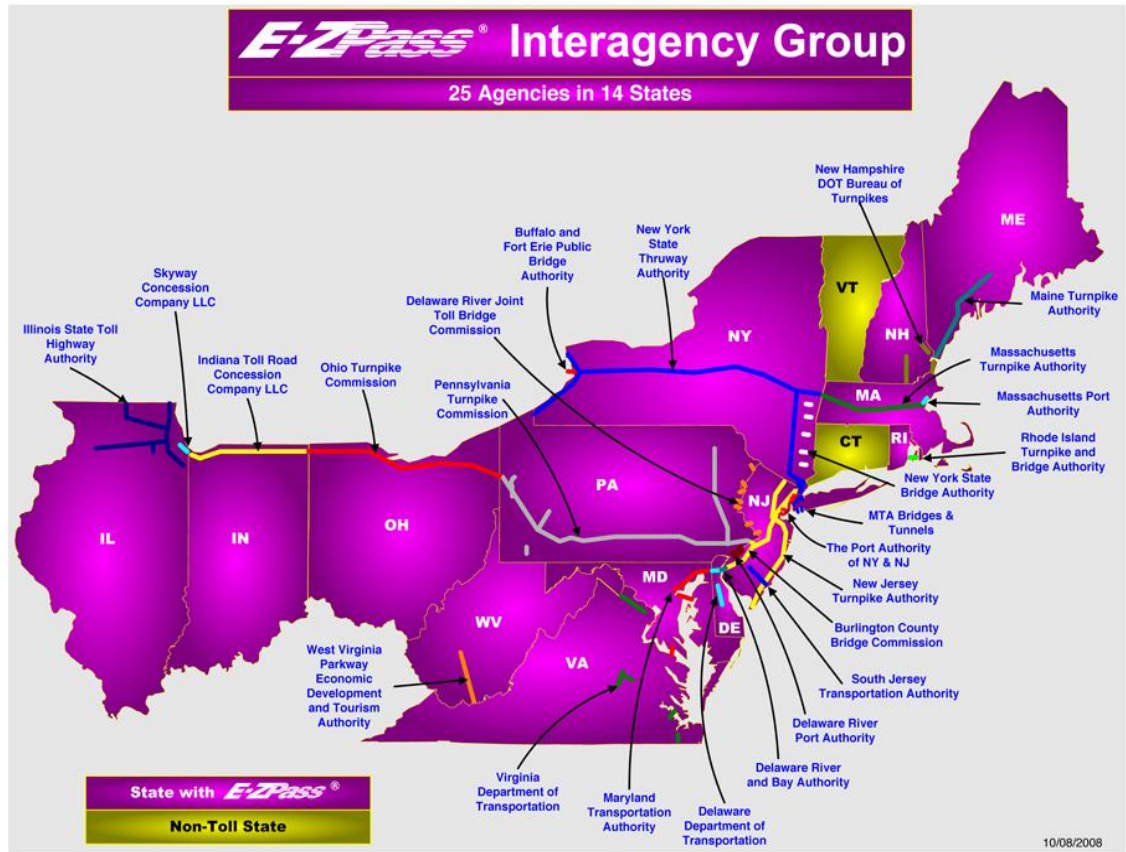 E-ZPass® Interagency Group
25 Agencies in 14 States
New Hampshire
DOT Bureau of
Turnpikes
ME
Buffalo and
Fort Erie Public
Bridge
Authority
New York
State
Thruway
Authority
Skyway
Concession
Company LLC
Delaware River Joint
Toll Bridge
Commission
VT
Maine Turnpike
Authority
Illinois State Toll
Highway
Authority
NY
NH
Indiana Toll Road
Concession
Company LLC
Ohio Turnpike
Commission
Pennsylvania
Turnpike
Commission
Massachusetts
Turnpike Authority
MA
Massachusetts Port
Authority
CT
RI
Rhode Island
Turnpike and
Bridge Authority
New York State
Bridge Authority
PA
NJ
MTA Bridges &
Tunnels
OH
IL
IN
The Port Authority
of NY & NJ
MD
New Jersey
Turnpike Authority
WV
DE
Burlington County
Bridge Commission
West Virginia
Parkway
Economic
Development
and Tourism
Authority
VA
South Jersey
Transportation Authority
Delaware River
Port Authority
Virginia
Department of
Transportation
Maryland
Transportation
Authority
Delaware
Department of
Transportation
Delaware River
and Bay Authority
State with E-ZPass®
Non-Toll State
10/08/2008